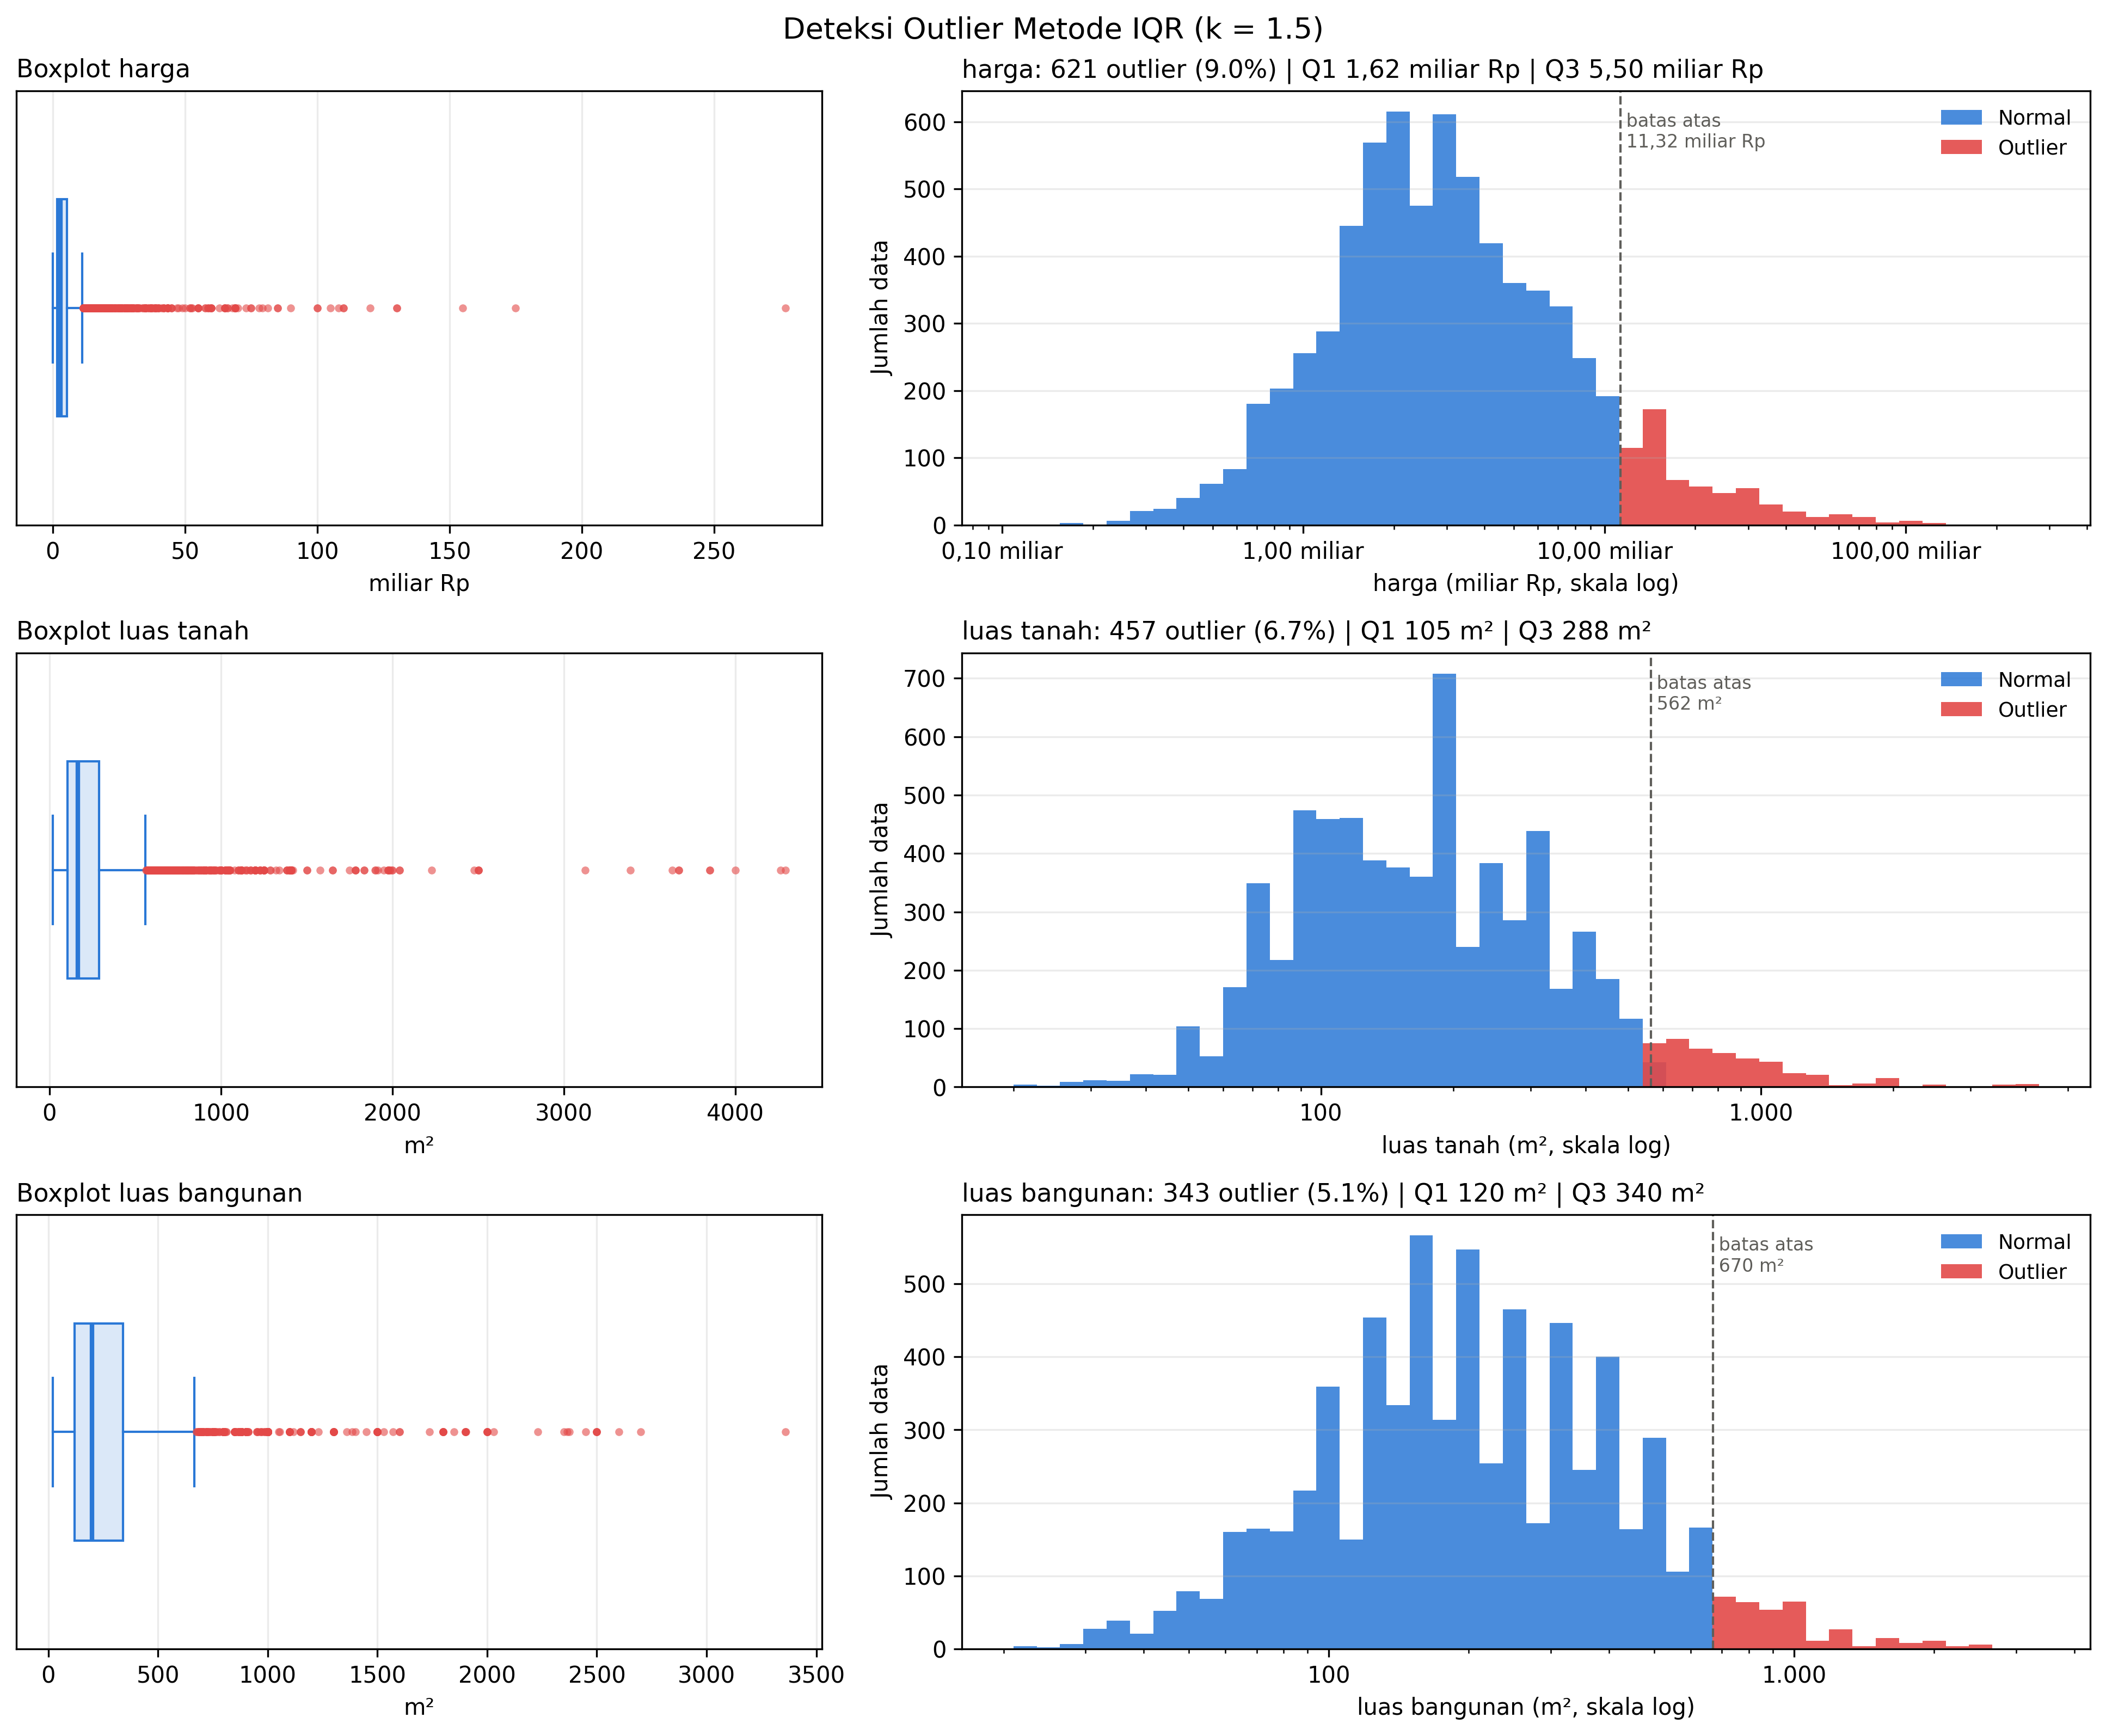 Deteksi Outlier Metode IQR (k = 1.5)
Boxplot harga
0 50 100 150 200 250
miliar Rp
harga: 621 outlier (9.0%) | Q1 1,62 miliar Rp | Q3 5,50 miliar Rp
Jumlah data
600
500
400
300
200
100
0
batas atas
11,32 miliar Rp
Normal
Outlier
0,10 miliar 1,00 miliar 10,00 miliar 100,00 miliar
harga (miliar Rp, skala log)
Boxplot luas tanah
0 1000 2000 3000 4000
m²
luas tanah: 457 outlier (6.7%) | Q1 105 m² | Q3 288 m²
Jumlah data
700
600
500
400
300
200
100
0
batas atas
562 m²
Normal
Outlier
100 1.000
luas tanah (m², skala log)
Boxplot luas bangunan
0 500 1000 1500 2000 2500 3000 3500
m²
luas bangunan: 343 outlier (5.1%) | Q1 120 m² | Q3 340 m²
Jumlah data
500
400
300
200
100
0
batas atas
670 m²
Normal
Outlier
100 1.000
luas bangunan (m², skala log)